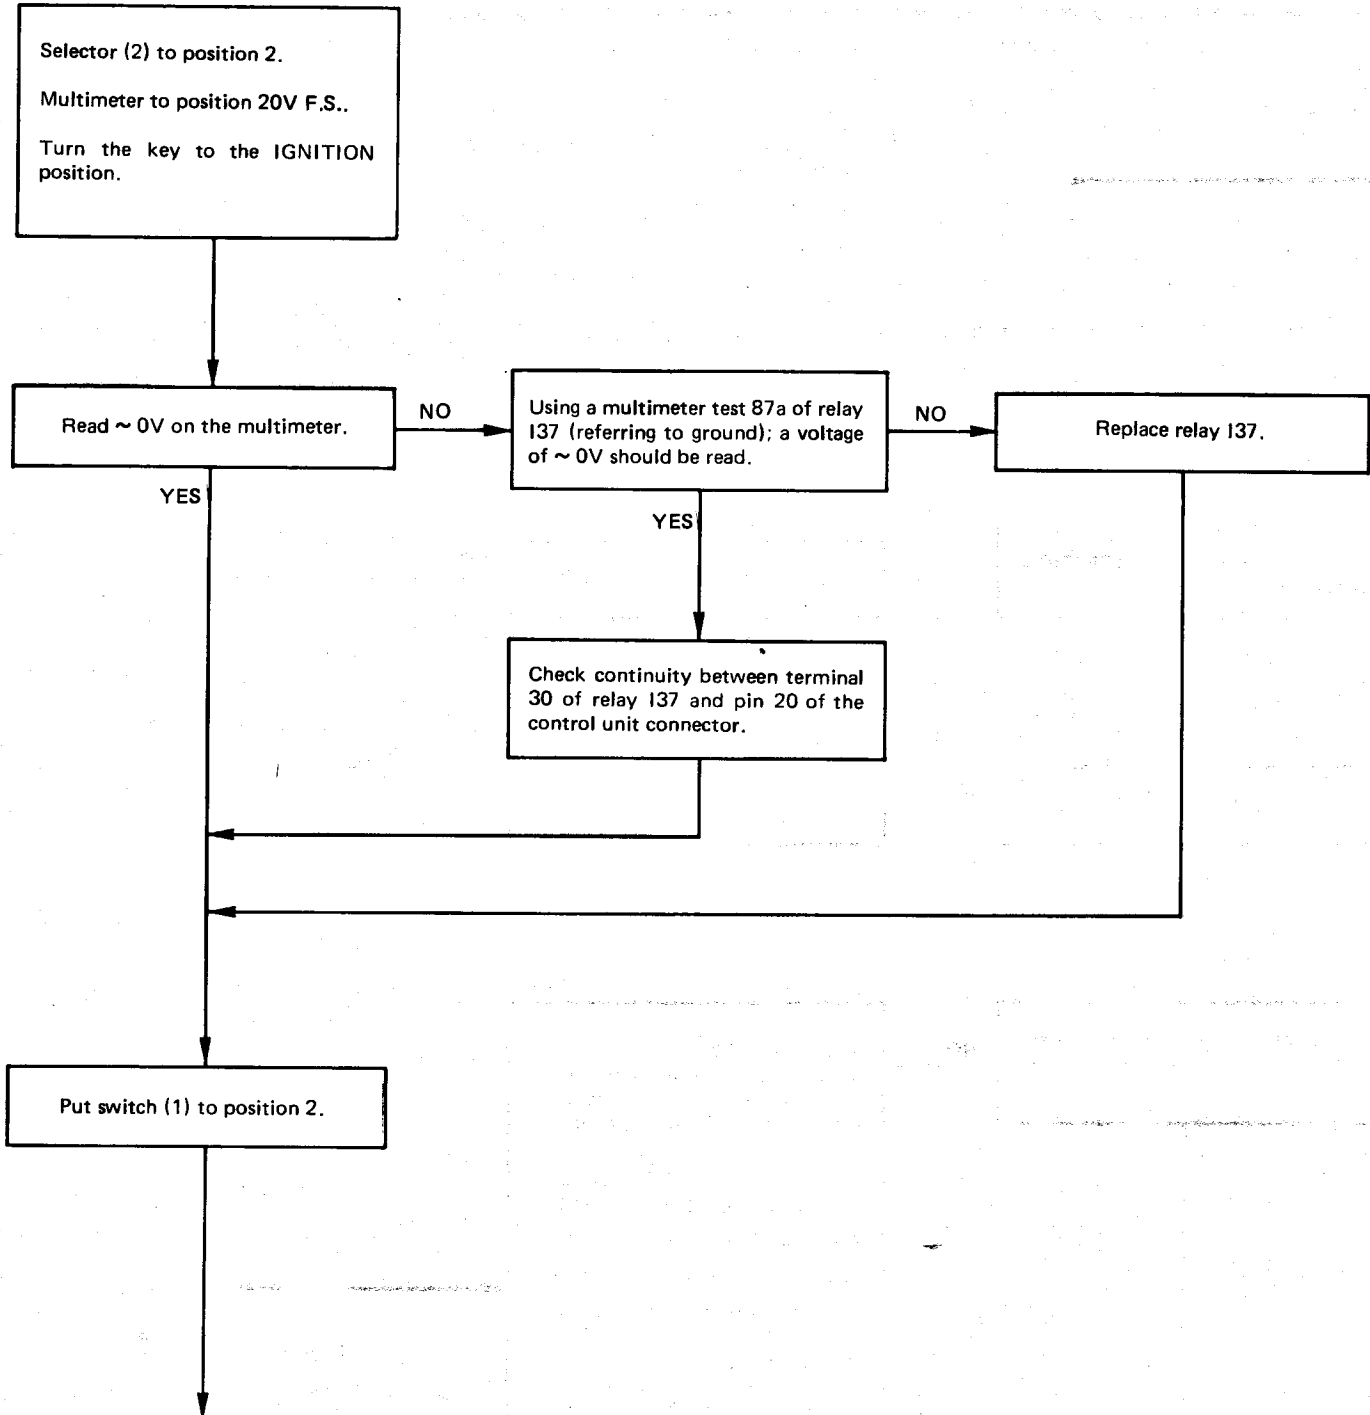 Selector (2) to position 2.
Multimeter to position 20V F.S..
Turn the key to the IGNITION
position.
Read ~ 0V on the multimeter.
NO
Using a multimeter test 87a of relay
137 (referring to ground); a voltage
of ~ 0V should be read.
NO
Replace relay 137.
YES
YES
Check continuity between terminal
30 of relay 137 and pin 20 of the
control unit connector.
Put switch (1) to position 2.